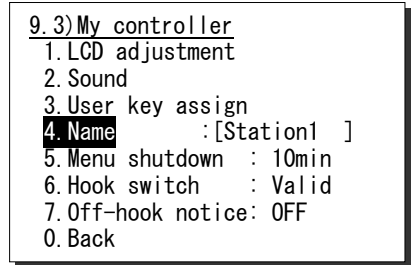 9.3)My controller
1.LCD adjustment
2.Sound
3.User key assign
4.Name :[Station1 ]
5.Menu shutdown : 10min
6.Hook switch : Valid
7.Off-hook notice: OFF
0.Back